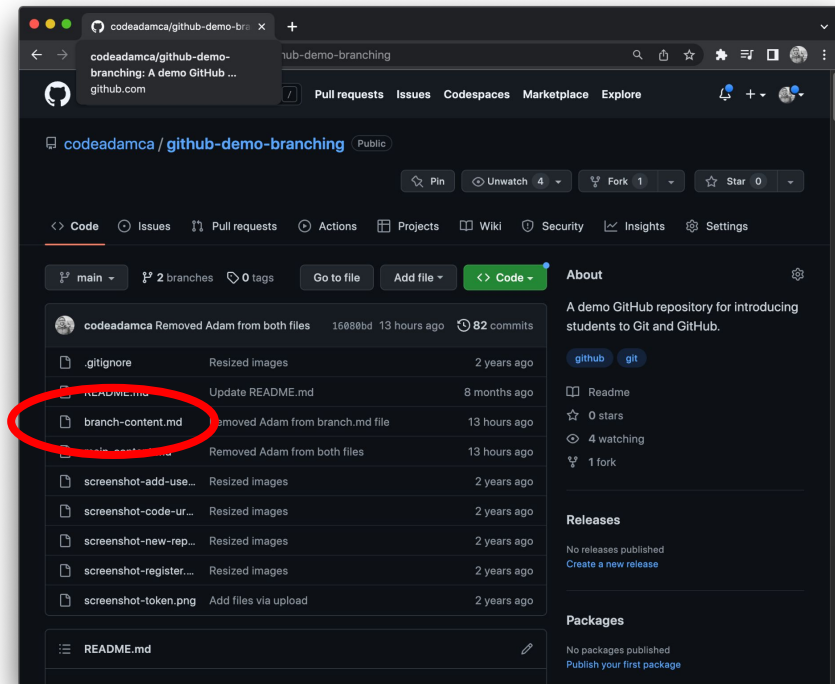 codeadamca/github-demo-bra
codeadamca/github-demo-branching: A demo GitHub ...
github.com
hub-demo-branching
/ Pull requests Issues Codespaces Marketplace Explore
codeadamca / github-demo-branching Public
Pin Unwatch 4 Fork 1 Star 0
Code Issues Pull requests Actions Projects Wiki Security Insights Settings
main 2 branches 0 tags Go to file Add file Code
codeadamca Removed Adam from both files 16080bd 13 hours ago 82 commits
.gitignore Resized images 2 years ago
README.md Update README.md 8 months ago
branch-content.md Removed Adam from branch.md file 13 hours ago
main-content.md Removed Adam from both files 13 hours ago
screenshot-add-use... Resized images 2 years ago
screenshot-code-ur... Resized images 2 years ago
screenshot-new-rep... Resized images 2 years ago
screenshot-register.... Resized images 2 years ago
screenshot-token.png Add files via upload 2 years ago
README.md
About
A demo GitHub repository for introducing
students to Git and GitHub.
github git
Readme
0 stars
4 watching
1 fork
Releases
No releases published
Create a new release
Packages
No packages published
Publish your first package